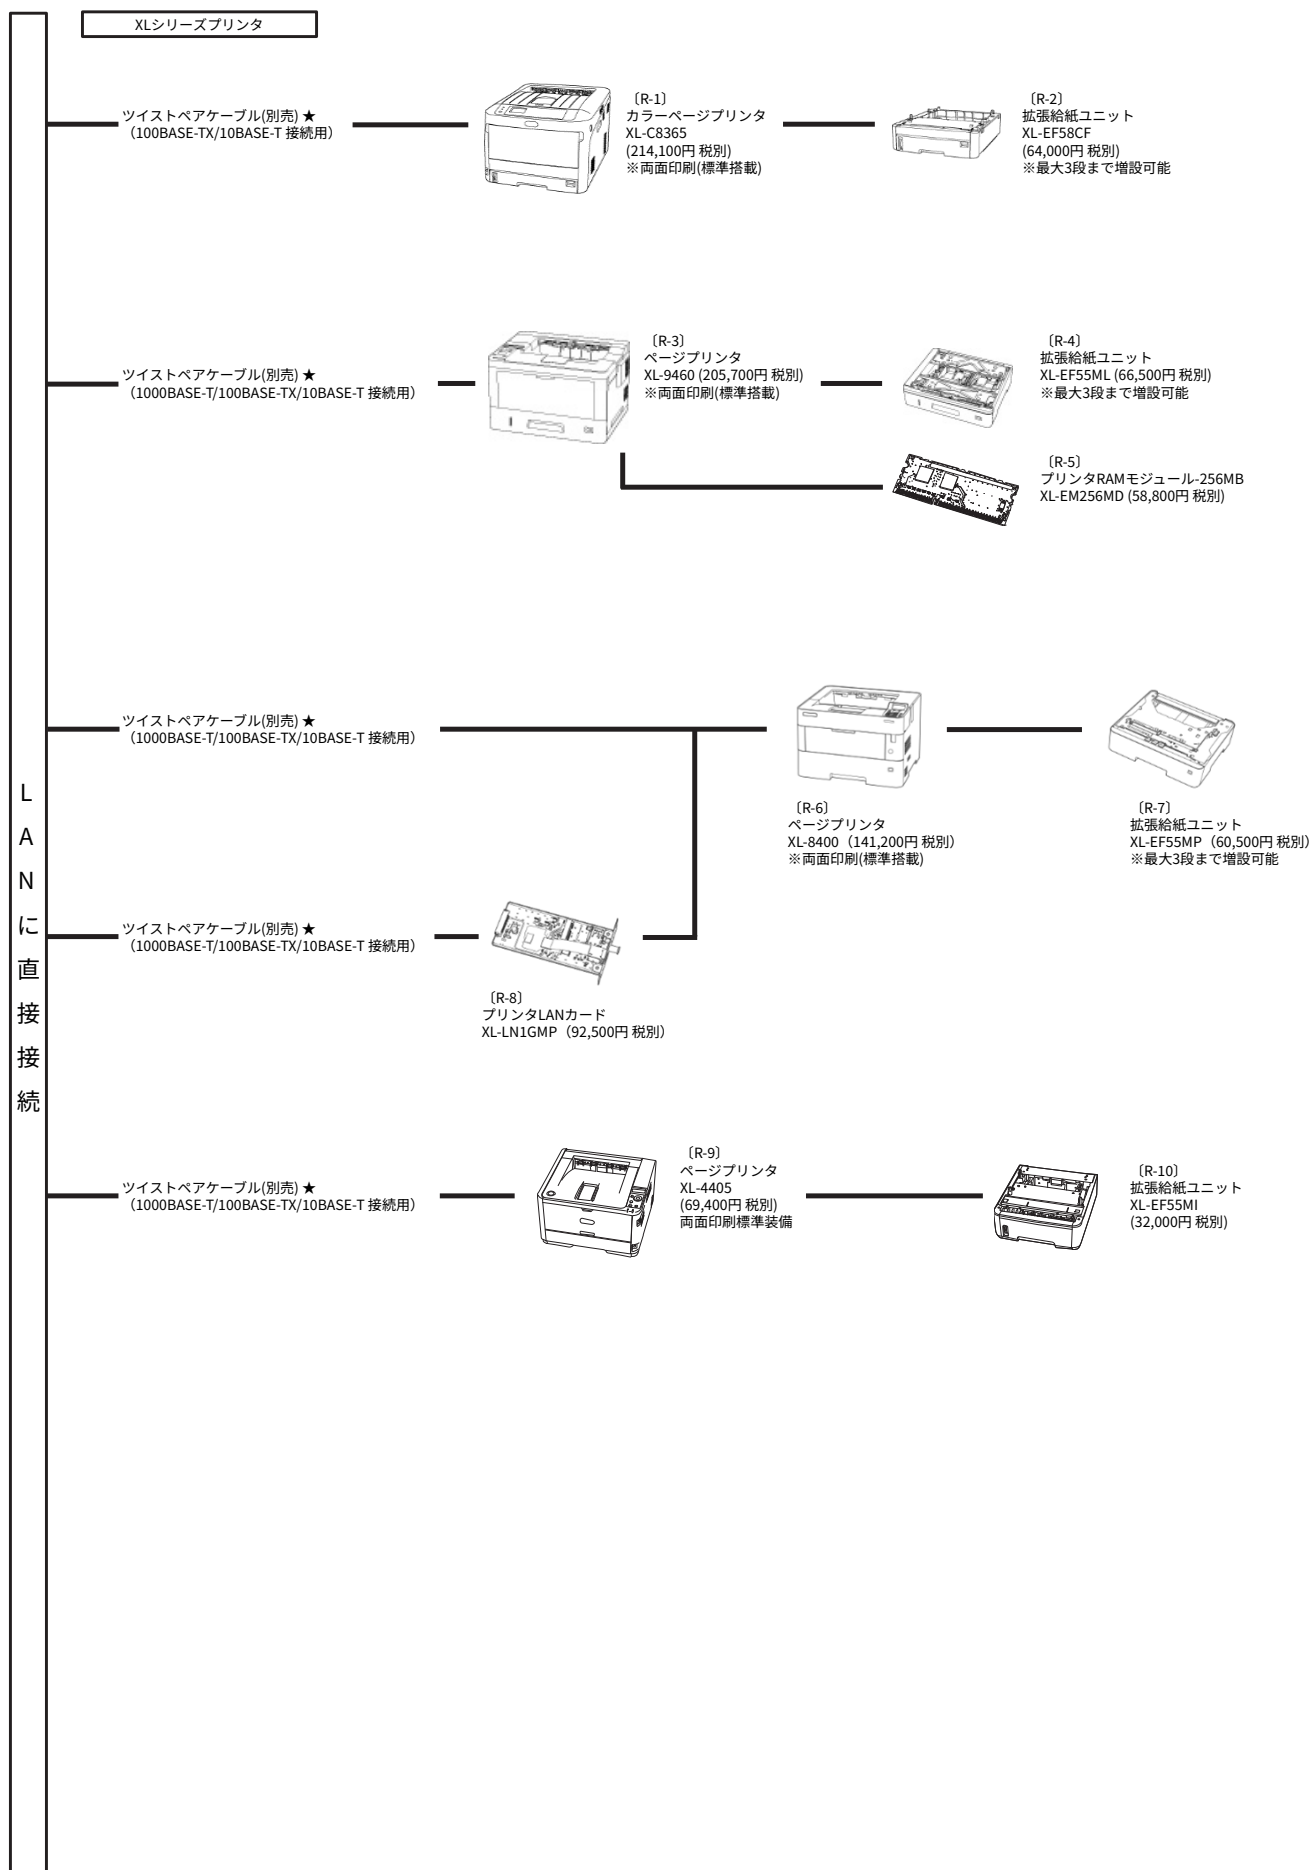 XLシリーズプリンタ
ツイストペアケーブル(別売) ★
(100BASE-TX/10BASE-T 接続用)
〔R-1〕
カラーページプリンタ
XL-C8365
(214,100円 税別)
※両面印刷(標準搭載)
〔R-2〕
拡張給紙ユニット
XL-EF58CF
(64,000円 税別)
※最大3段まで増設可能
ツイストペアケーブル(別売) ★
(1000BASE-T/100BASE-TX/10BASE-T 接続用)
〔R-3〕
ページプリンタ
XL-9460 (205,700円 税別)
※両面印刷(標準搭載)
〔R-4〕
拡張給紙ユニット
XL-EF55ML (66,500円 税別)
※最大3段まで増設可能
〔R-5〕
プリンタRAMモジュール-256MB
XL-EM256MD (58,800円 税別)
ツイストペアケーブル(別売) ★
(1000BASE-T/100BASE-TX/10BASE-T 接続用)
〔R-6〕
ページプリンタ
XL-8400（141,200円 税別）
※両面印刷(標準搭載)
〔R-7〕
拡張給紙ユニット
XL-EF55MP（60,500円 税別）
※最大3段まで増設可能
LANに直接接続
ツイストペアケーブル(別売) ★
(1000BASE-T/100BASE-TX/10BASE-T 接続用)
〔R-8〕
プリンタLANカード
XL-LN1GMP（92,500円 税別）
ツイストペアケーブル(別売) ★
(1000BASE-T/100BASE-TX/10BASE-T 接続用)
〔R-9〕
ページプリンタ
XL-4405
(69,400円 税別)
両面印刷標準装備
〔R-10〕
拡張給紙ユニット
XL-EF55MI
(32,000円 税別)